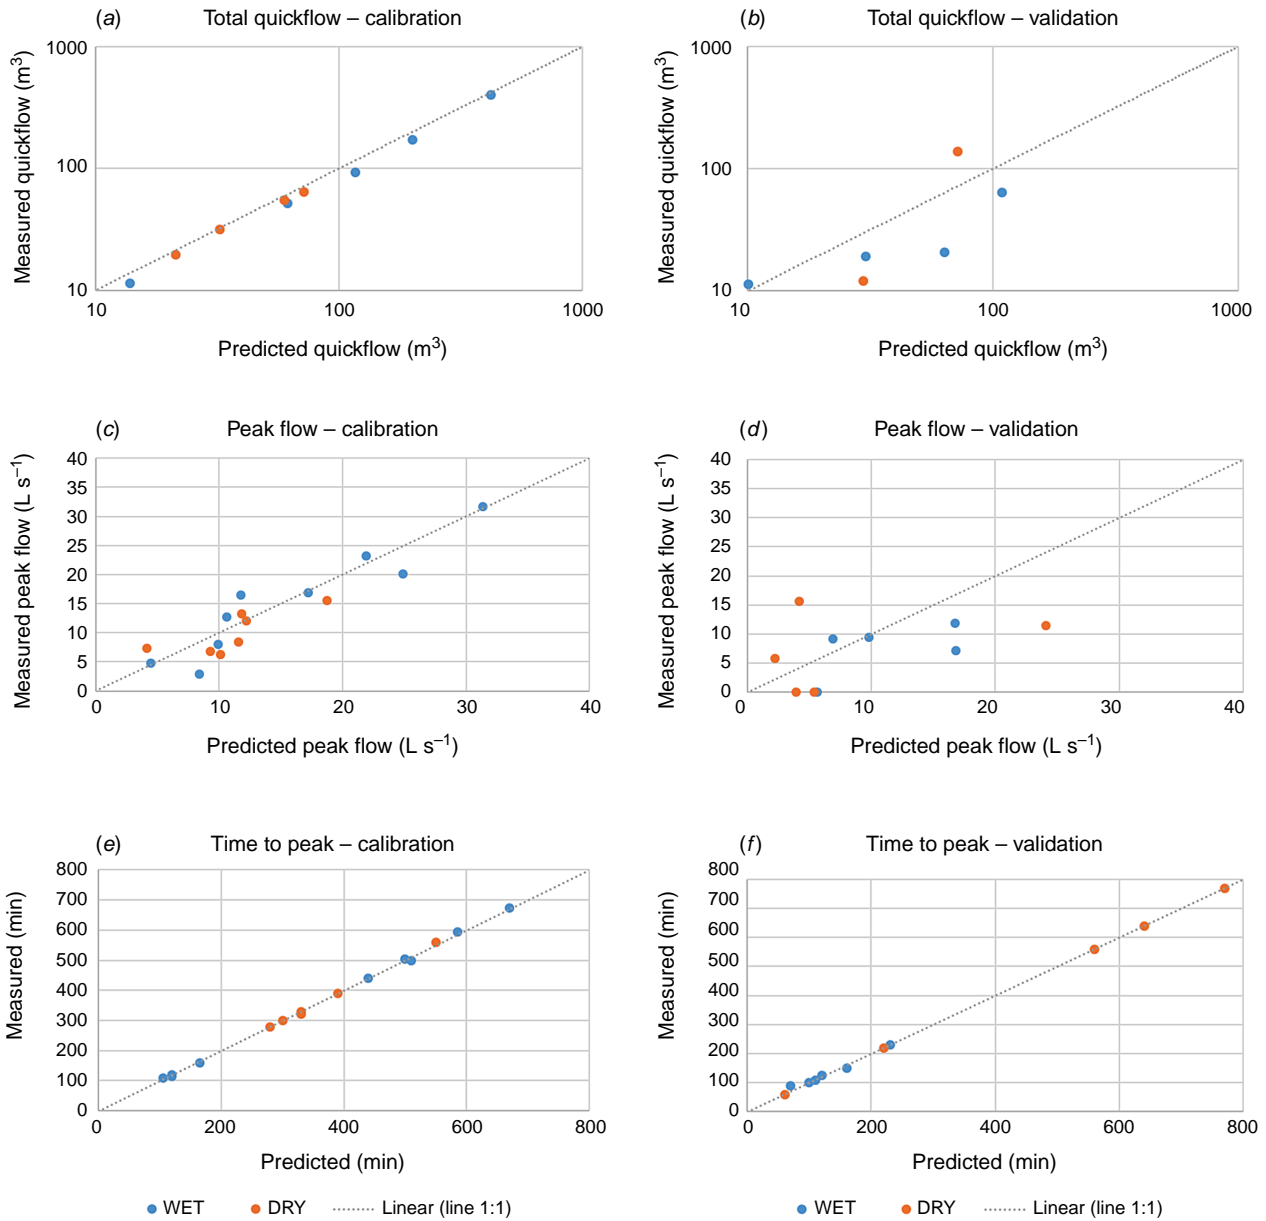 (a) Total quickflow – calibration
Measured quickflow (m³)
1000
100
10
10 100 1000
Predicted quickflow (m³)
(b) Total quickflow – validation
Measured quickflow (m³)
1000
100
10
10 100 1000
Predicted quickflow (m³)
(c) Peak flow – calibration
Measured peak flow (L s⁻¹)
40
35
30
25
20
15
10
5
0
0 10 20 30 40
Predicted peak flow (L s⁻¹)
(d) Peak flow – validation
Measured peak flow (L s⁻¹)
40
35
30
25
20
15
10
5
0
0 10 20 30 40
Predicted peak flow (L s⁻¹)
(e) Time to peak – calibration
Measured (min)
800
700
600
500
400
300
200
100
0
0 200 400 600 800
Predicted (min)
(f) Time to peak – validation
Measured (min)
800
700
600
500
400
300
200
100
0
0 200 400 600 800
Predicted (min)
WET DRY Linear (line 1:1)
WET DRY Linear (line 1:1)